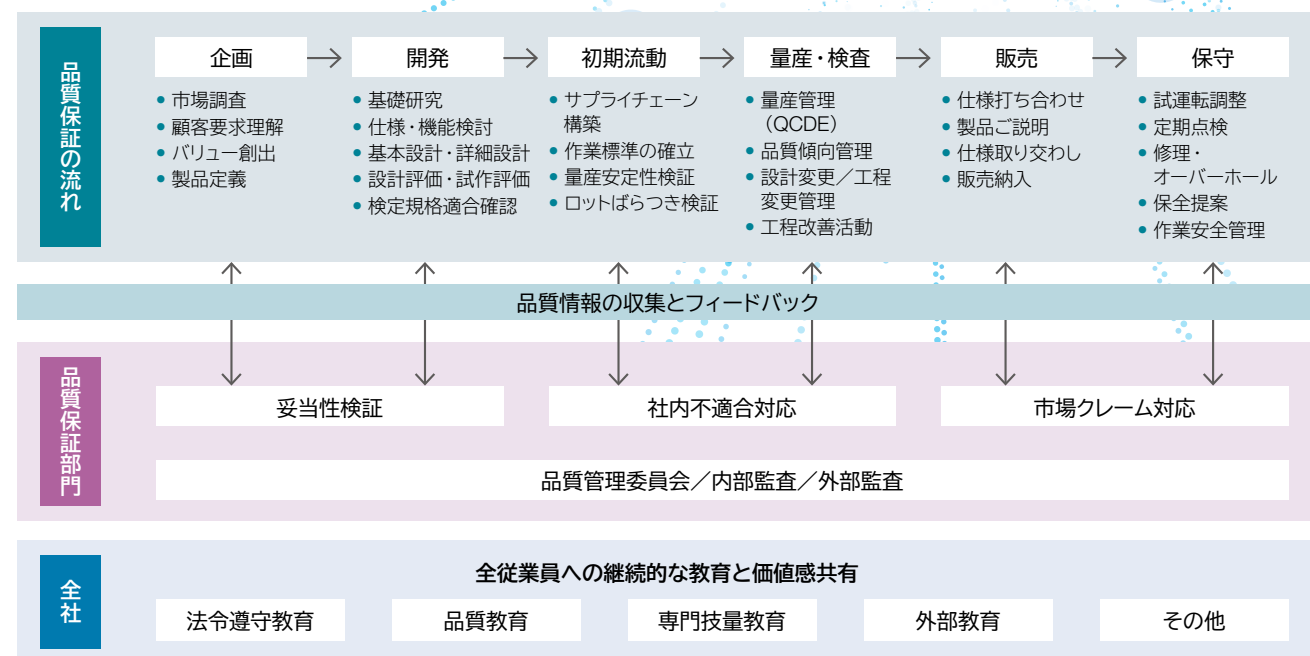 品質保証の流れ
企画
開発
初期流動
量産・検査
販売
保守
• 市場調査
• 顧客要求理解
• バリュー創出
• 製品定義
• 基礎研究
• 仕様・機能検討
• 基本設計・詳細設計
• 設計評価・試作評価
• 検定規格適合確認
• サプライチェーン
構築
• 作業標準の確立
• 量産安定性検証
• ロットばらつき検証
• 量産管理
(QCDE)
• 品質傾向管理
• 設計変更／工程
変更管理
• 工程改善活動
• 仕様打ち合わせ
• 製品ご説明
• 仕様取り交わし
• 販売納入
• 試運転調整
• 定期点検
• 修理・
オーバーホール
• 保全提案
• 作業安全管理
品質情報の収集とフィードバック
品質保証部門
妥当性検証
社内不適合対応
市場クレーム対応
品質管理委員会／内部監査／外部監査
全社
全従業員への継続的な教育と価値感共有
法令遵守教育
品質教育
専門技量教育
外部教育
その他